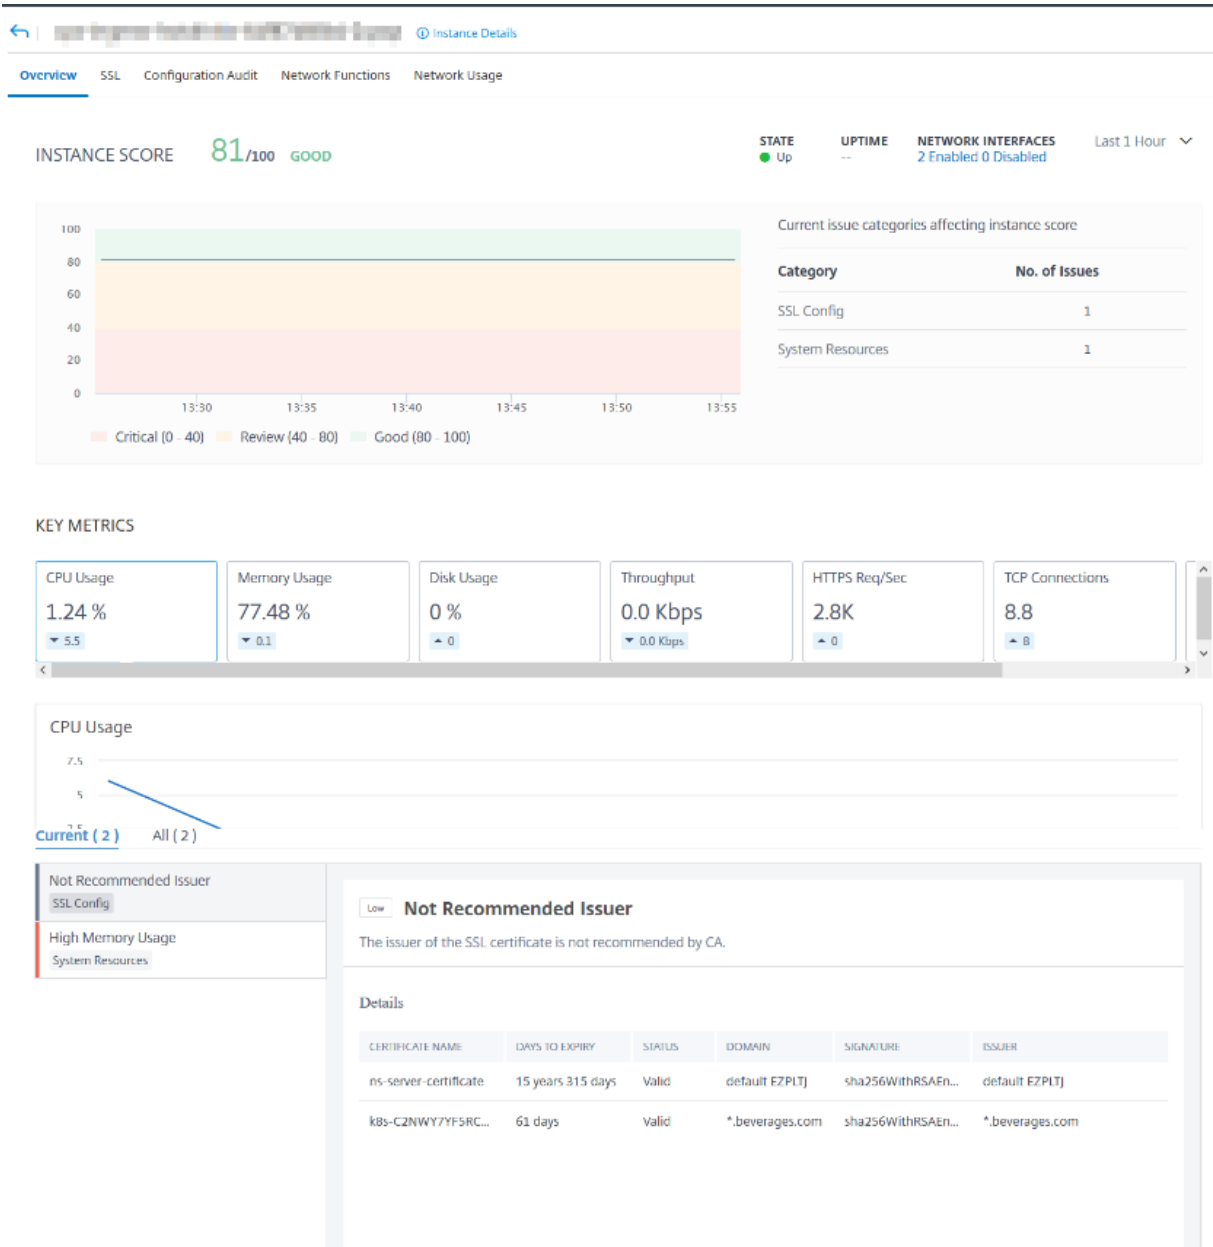 Instance Details
Overview SSL Configuration Audit Network Functions Network Usage
INSTANCE SCORE 81/100 GOOD
STATE UPTIME NETWORK INTERFACES Last 1 Hour
Up -- 2 Enabled 0 Disabled
Current issue categories affecting instance score
Category No. of Issues
SSL Config 1
System Resources 1
100
80
60
40
20
0
13:30 13:35 13:40 13:45 13:50 13:55
Critical (0 - 40) Review (40 - 80) Good (80 - 100)
KEY METRICS
CPU Usage Memory Usage Disk Usage Throughput HTTPS Req/Sec TCP Connections
1.24 % 77.48 % 0 % 0.0 Kbps 2.8K 8.8
5.5 0.1 0 0.0 Kbps 0 8
CPU Usage
7.5
5
Current ( 2 ) All ( 2 )
Not Recommended Issuer
SSL Config
High Memory Usage
System Resources
Low Not Recommended Issuer
The issuer of the SSL certificate is not recommended by CA.
Details
CERTIFICATE NAME DAYS TO EXPIRY STATUS DOMAIN SIGNATURE ISSUER
ns-server-certificate 15 years 315 days Valid default EZPLTJ sha256WithRSAEn... default EZPLTJ
k8s-C2NWY7YF5RC... 61 days Valid *.beverages.com sha256WithRSAEn... *.beverages.com